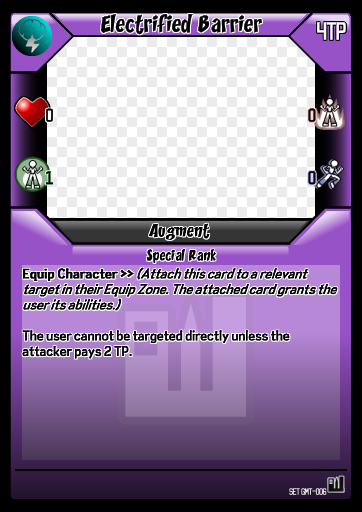 Electrified Barrier
4TP
0
0
1
0
Augment
Special Rank
Equip Character >> (Attach this card to a relevant
target in their Equip Zone. The attached card grants the
user its abilities.)
The user cannot be targeted directly unless the
attacker pays 2 TP.
SET GMT-006